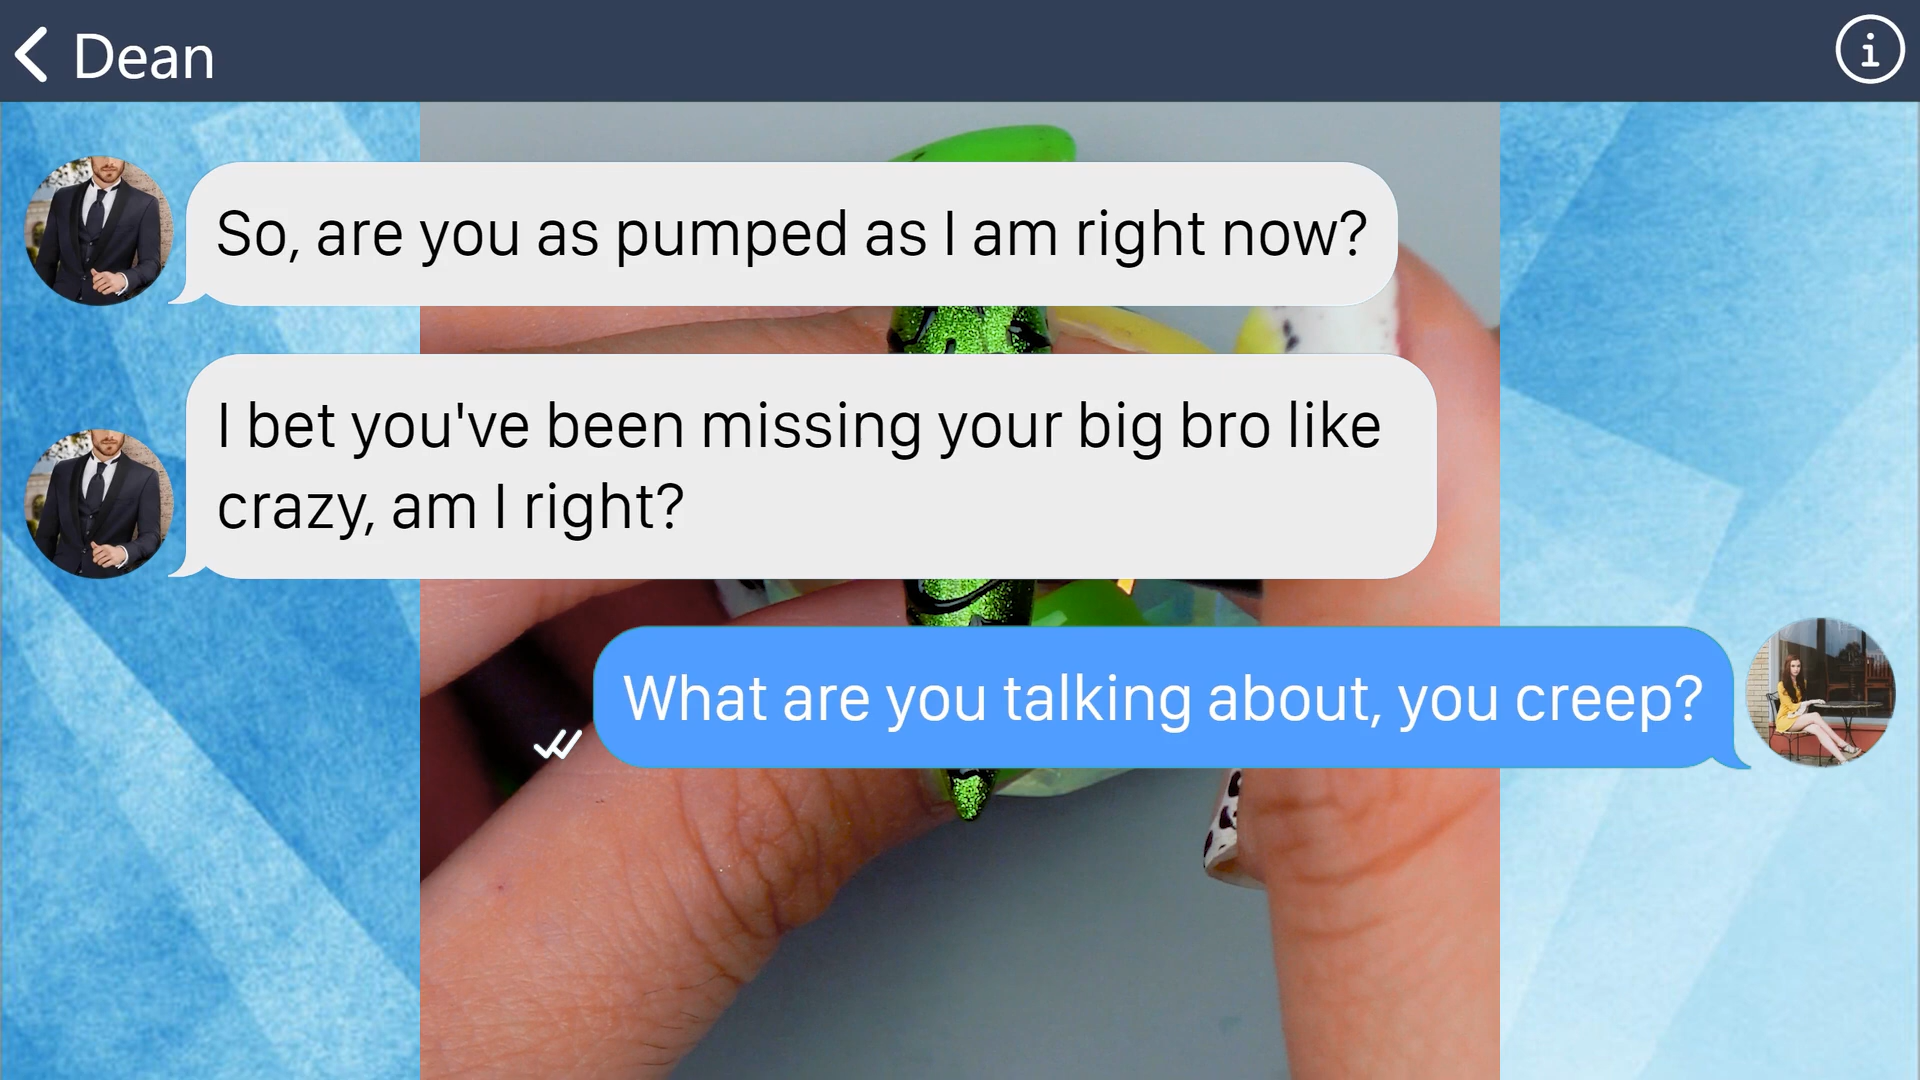 Dean
So, are you as pumped as I am right now?
I bet you've been missing your big bro like
crazy, am I right?
What are you talking about, you creep?